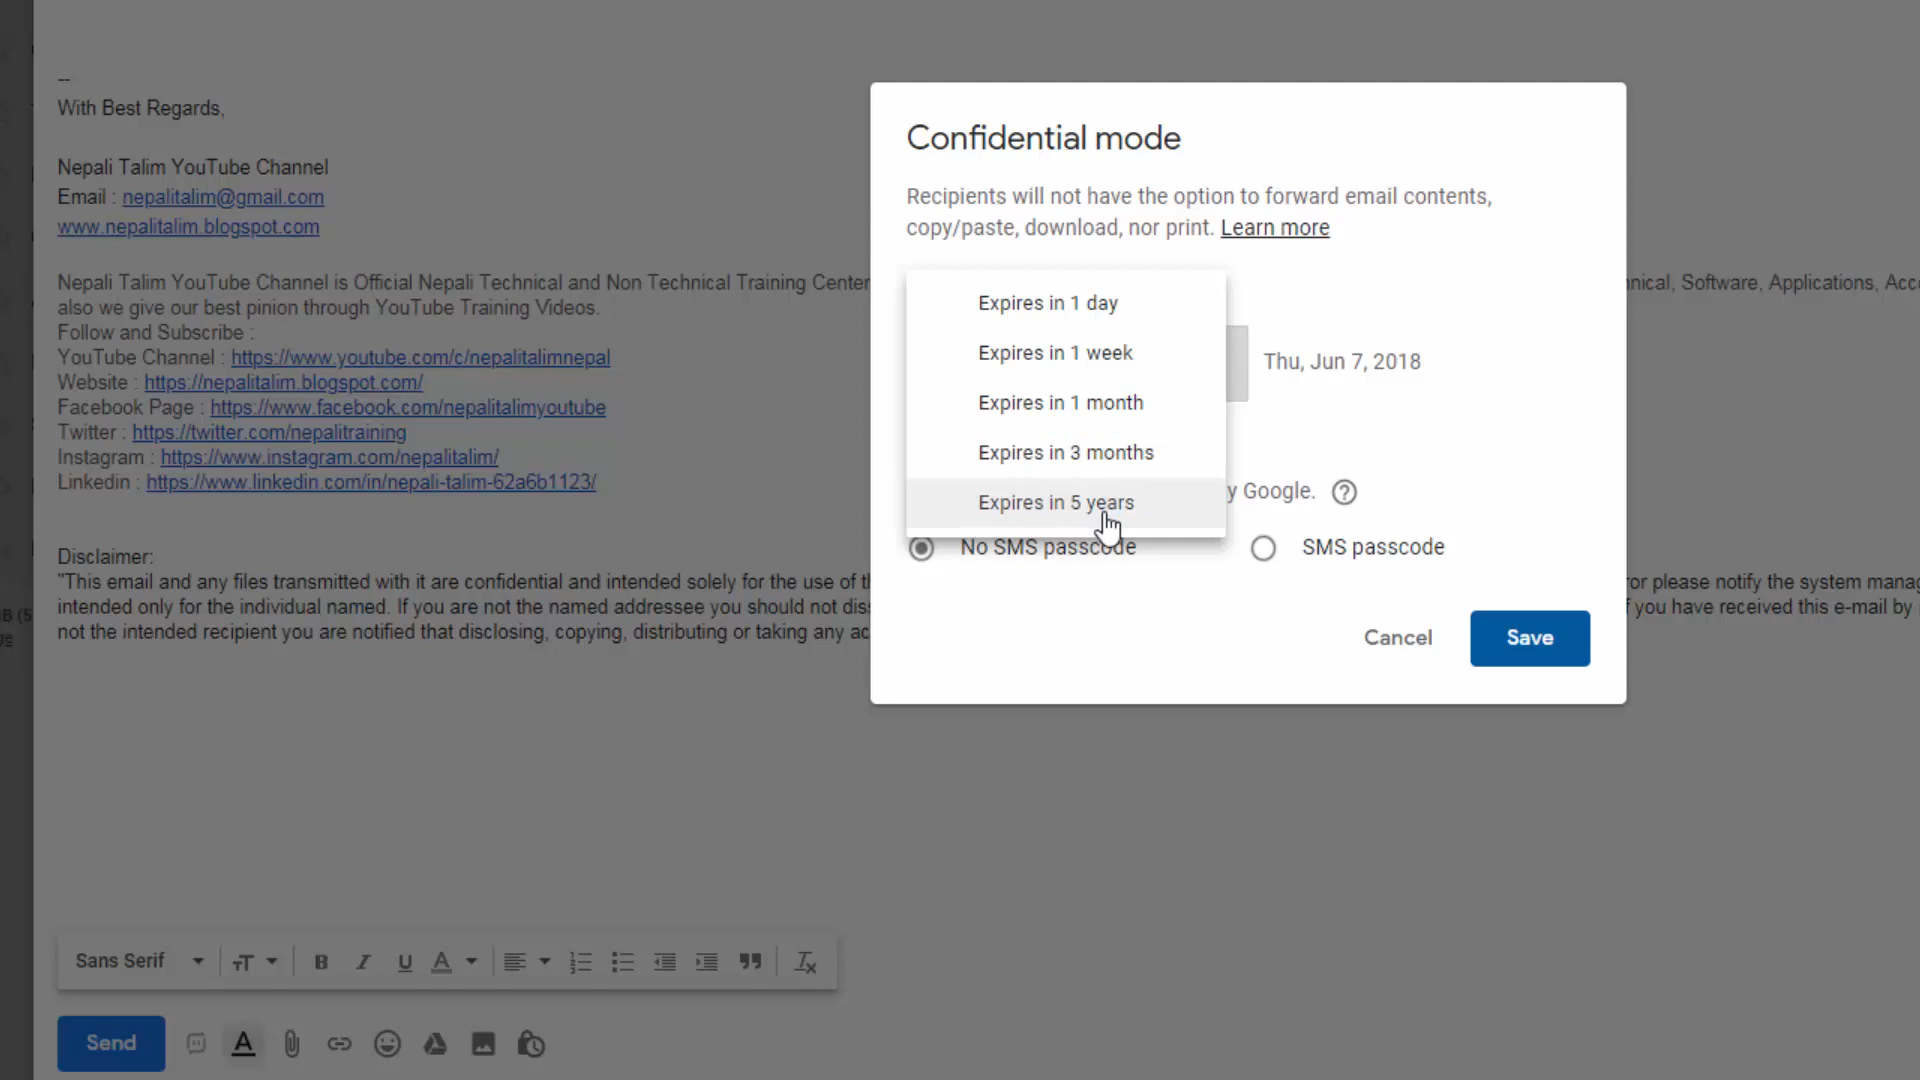 --
With Best Regards,
Nepali Talim YouTube Channel
Email : nepalitalim@gmail.com
www.nepalitalim.blogspot.com
Nepali Talim YouTube Channel is Official Nepali Technical and Non Technical Training Center
nical, Software, Applications, Acc
also we give our best pinion through YouTube Training Videos.
Follow and Subscribe :
YouTube Channel : https://www.youtube.com/c/nepalitalimnepal
Website : https://nepalitalim.blogspot.com/
Facebook Page : https://www.facebook.com/nepalitalimyoutube
Twitter : https://twitter.com/nepalitraining
Instagram : https://www.instagram.com/nepalitalim/
Linkedin : https://www.linkedin.com/in/nepali-talim-62a6b1123/
Disclaimer:
"This email and any files transmitted with it are confidential and intended solely for the use of th
or please notify the system manag
intended only for the individual named. If you are not the named addressee you should not dis
f you have received this e-mail by
not the intended recipient you are notified that disclosing, copying, distributing or taking any ac
Confidential mode
Recipients will not have the option to forward email contents,
copy/paste, download, nor print. Learn more
Expires in 1 day
Expires in 1 week
Expires in 1 month
Expires in 3 months
Expires in 5 years
Thu, Jun 7, 2018
y Google.
No SMS passcode
SMS passcode
Cancel
Save
Sans Serif
Send